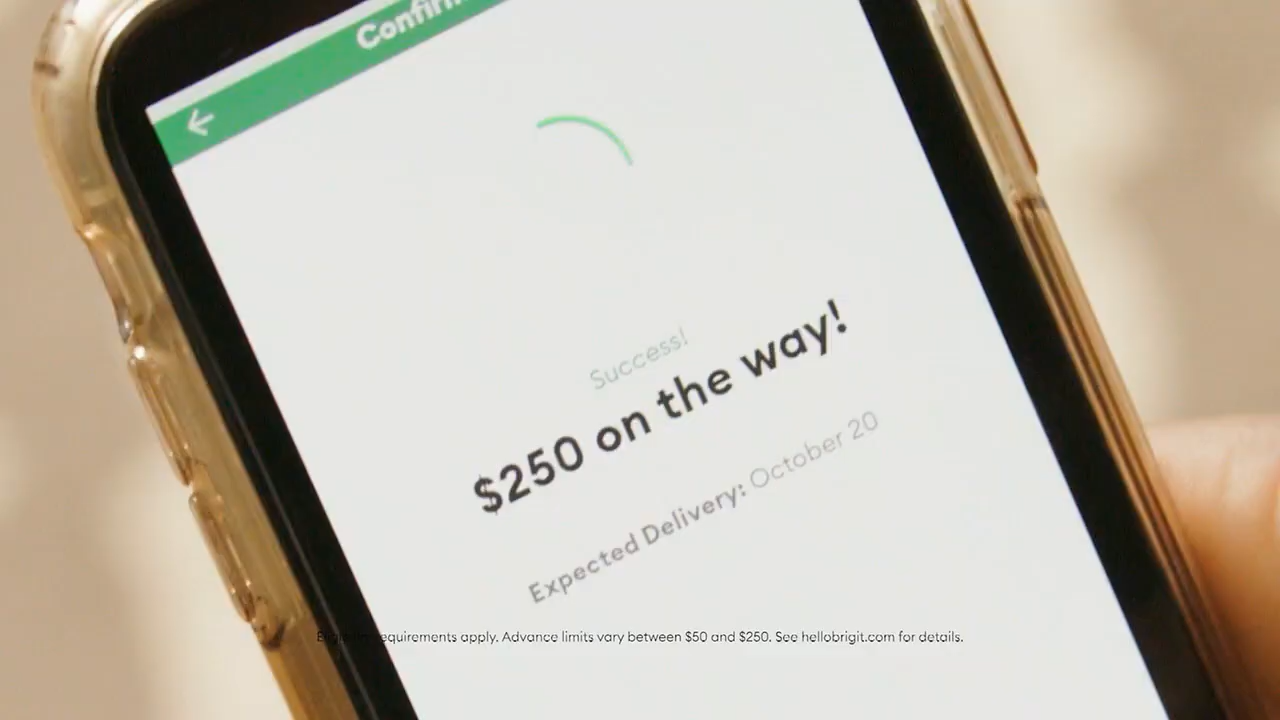 Success!
$250 on the way!
Expected Delivery: October 20
requirements apply. Advance limits vary between $50 and $250. See hellobrigit.com for details.